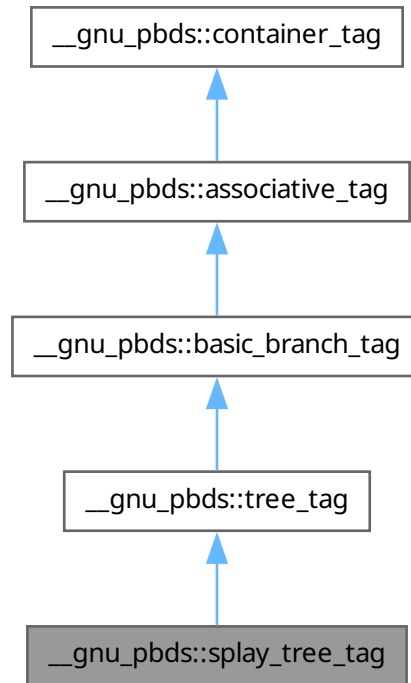 __gnu_pbds::container_tag
__gnu_pbds::associative_tag
__gnu_pbds::basic_branch_tag
__gnu_pbds::tree_tag
__gnu_pbds::splay_tree_tag